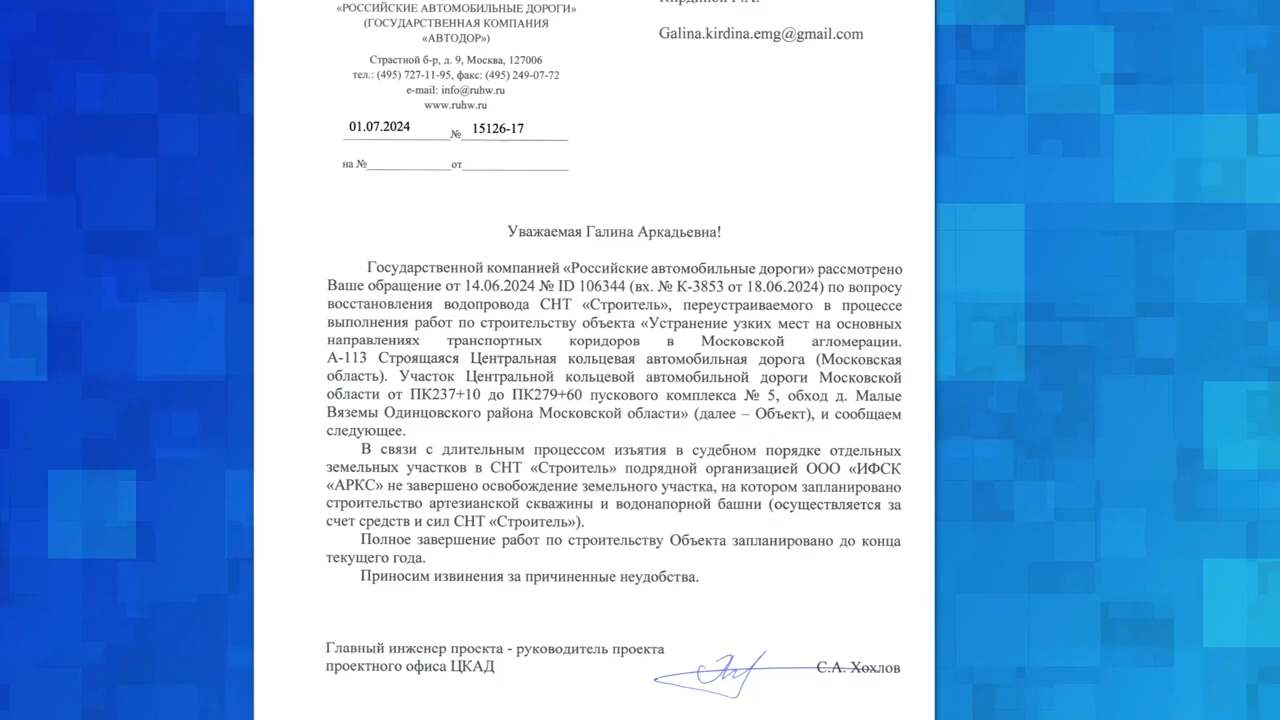 «РОССИЙСКИЕ АВТОМОБИЛЬНЫЕ ДОРОГИ»
(ГОСУДАРСТВЕННАЯ КОМПАНИЯ
«АВТОДОР»)
Страстной б-р, д. 9, Москва, 127006
тел.: (495) 727-11-95, факс: (495) 249-07-72
e-mail: info@ruhw.ru
www.ruhw.ru
01.07.2024 № 15126-17
на № от
Galina.kirdina.emg@gmail.com
Уважаемая Галина Аркадьевна!
Государственной компанией «Российские автомобильные дороги» рассмотрено
Ваше обращение от 14.06.2024 № ID 106344 (вх. № К-3853 от 18.06.2024) по вопросу
восстановления водопровода СНТ «Строитель», переустраиваемого в процессе
выполнения работ по строительству объекта «Устранение узких мест на основных
направлениях транспортных коридоров в Московской агломерации.
А-113 Строящаяся Центральная кольцевая автомобильная дорога (Московская
область). Участок Центральной кольцевой автомобильной дороги Московской
области от ПК237+10 до ПК279+60 пускового комплекса № 5, обход д. Малые
Вяземы Одинцовского района Московской области» (далее – Объект), и сообщаем
следующее.
В связи с длительным процессом изъятия в судебном порядке отдельных
земельных участков в СНТ «Строитель» подрядной организацией ООО «ИФСК
«АРКС» не завершено освобождение земельного участка, на котором запланировано
строительство артезианской скважины и водонапорной башни (осуществляется за
счет средств и сил СНТ «Строитель»).
Полное завершение работ по строительству Объекта запланировано до конца
текущего года.
Приносим извинения за причиненные неудобства.
Главный инженер проекта - руководитель проекта
проектного офиса ЦКАД С.А. Хохлов